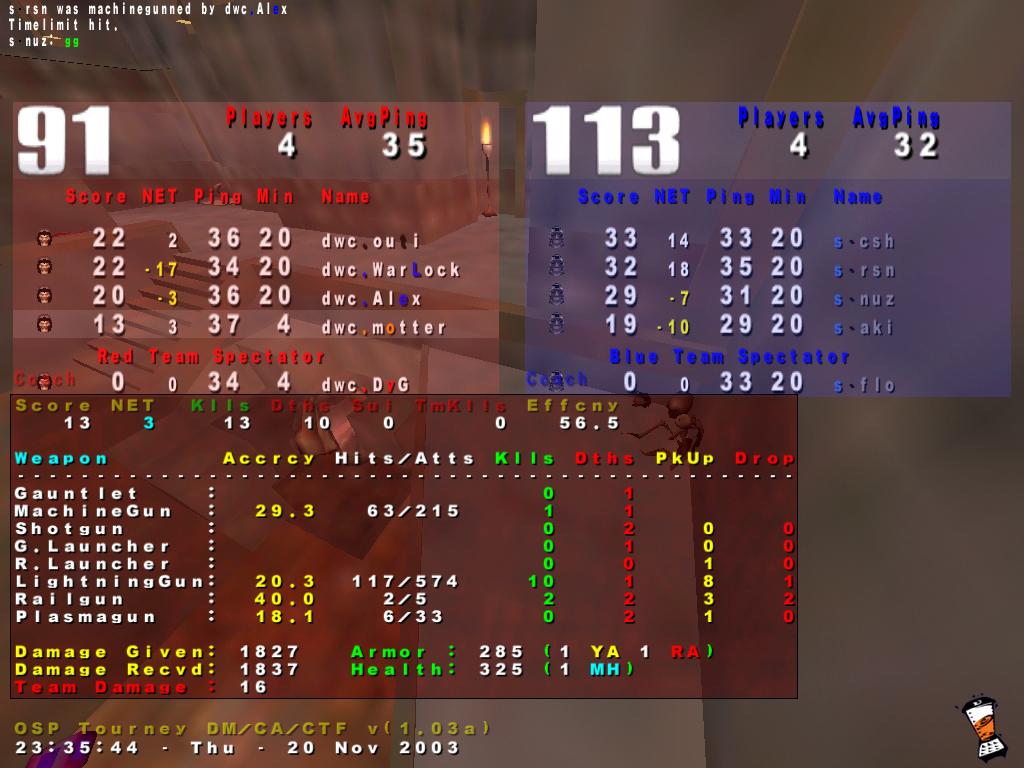 s·rsn was machinegunned by dwc.Alex
Timelimit hit.
s·nuz: gg
91 Players AvgPing
4 35
Score NET Ping Min Name
22 2 36 20 dwc.outi
22 -17 34 20 dwc.WarLock
20 -3 36 20 dwc.Alex
13 3 37 4 dwc.motter
Red Team Spectator
Coach 0 0 34 4 dwc.DyG
113 Players AvgPing
4 32
Score NET Ping Min Name
33 14 33 20 s·csh
32 18 35 20 s·rsn
29 -7 31 20 s·nuz
19 -10 29 20 s·aki
Blue Team Spectator
Coach 0 0 33 20 s·flo
Score NET Klls Dths Sui TmKlls Effcny
13 3 13 10 0 0 56.5
Weapon Accrcy Hits/Atts Klls Dths PkUp Drop
Gauntlet : 0 1
MachineGun : 29.3 63/215 1 1
Shotgun : 0 2 0 0
G.Launcher : 0 1 0 0
R.Launcher : 0 0 1 0
LightningGun: 20.3 117/574 10 1 8 1
Railgun : 40.0 2/5 2 2 3 2
Plasmagun : 18.1 6/33 0 2 1 0
Damage Given: 1827 Armor : 285 (1 YA 1 RA)
Damage Recvd: 1837 Health: 325 (1 MH)
Team Damage : 16
OSP Tourney DM/CA/CTF v(1.03a)
23:35:44 - Thu - 20 Nov 2003